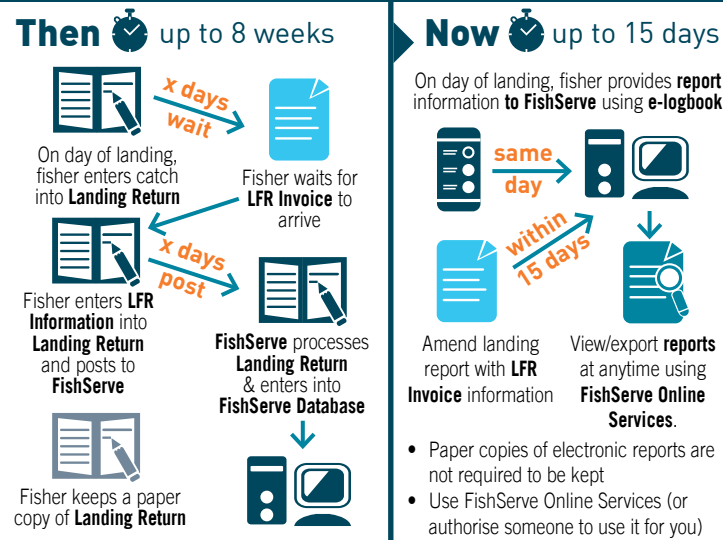 Then up to 8 weeks
x days
wait
On day of landing,
fisher enters catch
into Landing Return
Fisher waits for
LFR Invoice to
arrive
x days
post
Fisher enters LFR
Information into
Landing Return
and posts to
FishServe
FishServe processes
Landing Return
& enters into
FishServe Database
Fisher keeps a paper
copy of Landing Return
Now up to 15 days
On day of landing, fisher provides report
information to FishServe using e-logbook
same
day
within
15 days
Amend landing
report with LFR
Invoice information
View/export reports
at anytime using
FishServe Online
Services.
• Paper copies of electronic reports are
not required to be kept
• Use FishServe Online Services (or
authorise someone to use it for you)